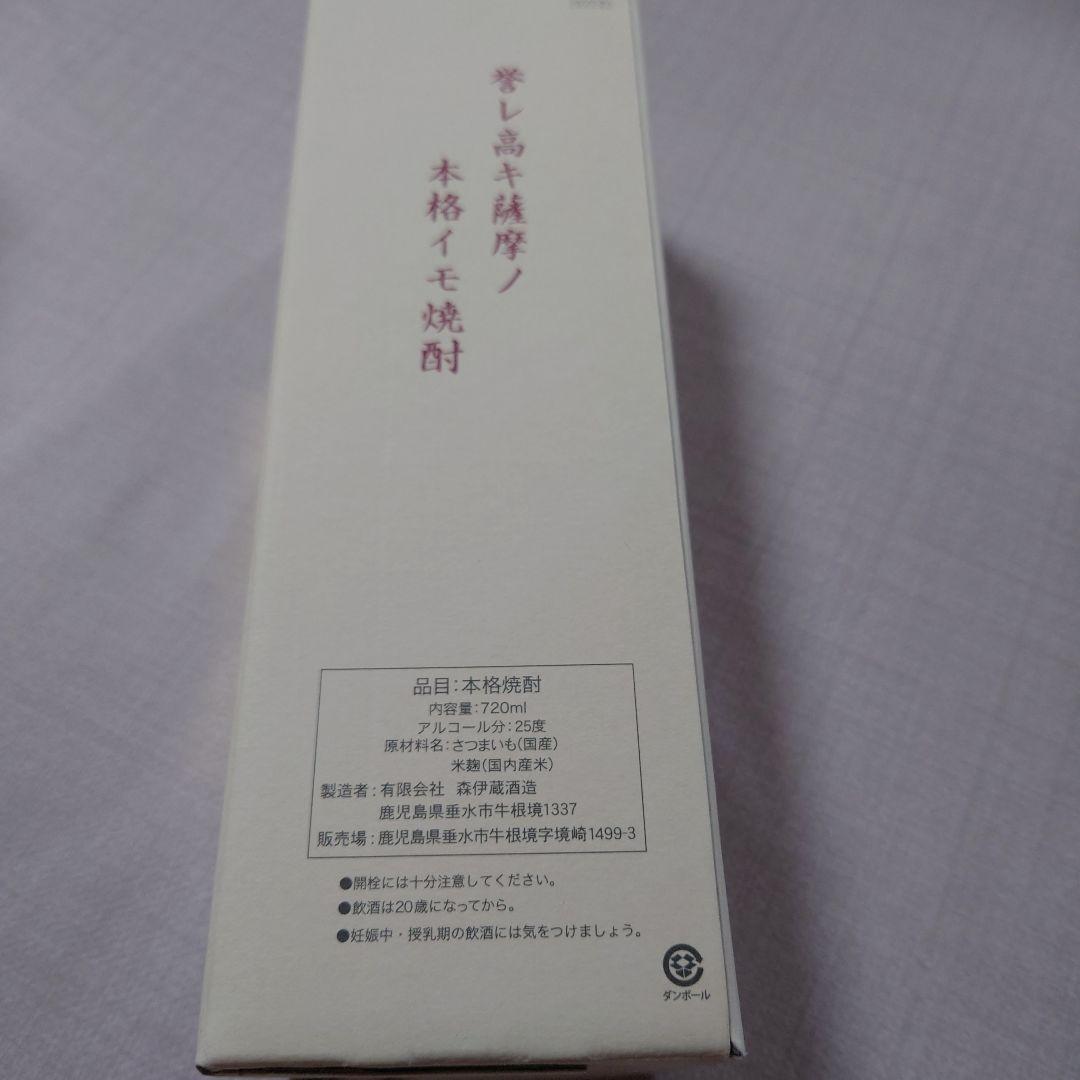 誉レ高キ薩摩ノ
本格イモ焼酎
品目:本格焼酎
内容量:720ml
アルコール分:25度
原材料名:さつまいも(国産)
米麹(国内産米)
製造者:有限会社 森伊蔵酒造
鹿児島県垂水市牛根境1337
販売場:鹿児島県垂水市牛根境字境崎1499-3
●開栓には十分注意してください。
●飲酒は20歳になってから。
●妊娠中・授乳期の飲酒には気をつけましょう。
ダンボール